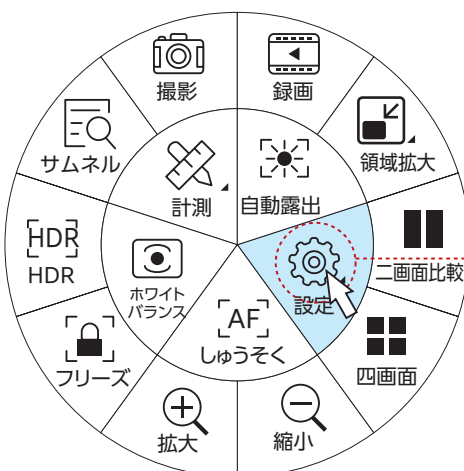 撮影
録画
サムネル
領域拡大
計測
自動露出
HDR
HDR
ホワイト
バランス
設定
二画面比較
AF
しゅうそく
フリーズ
四画面
拡大
縮小